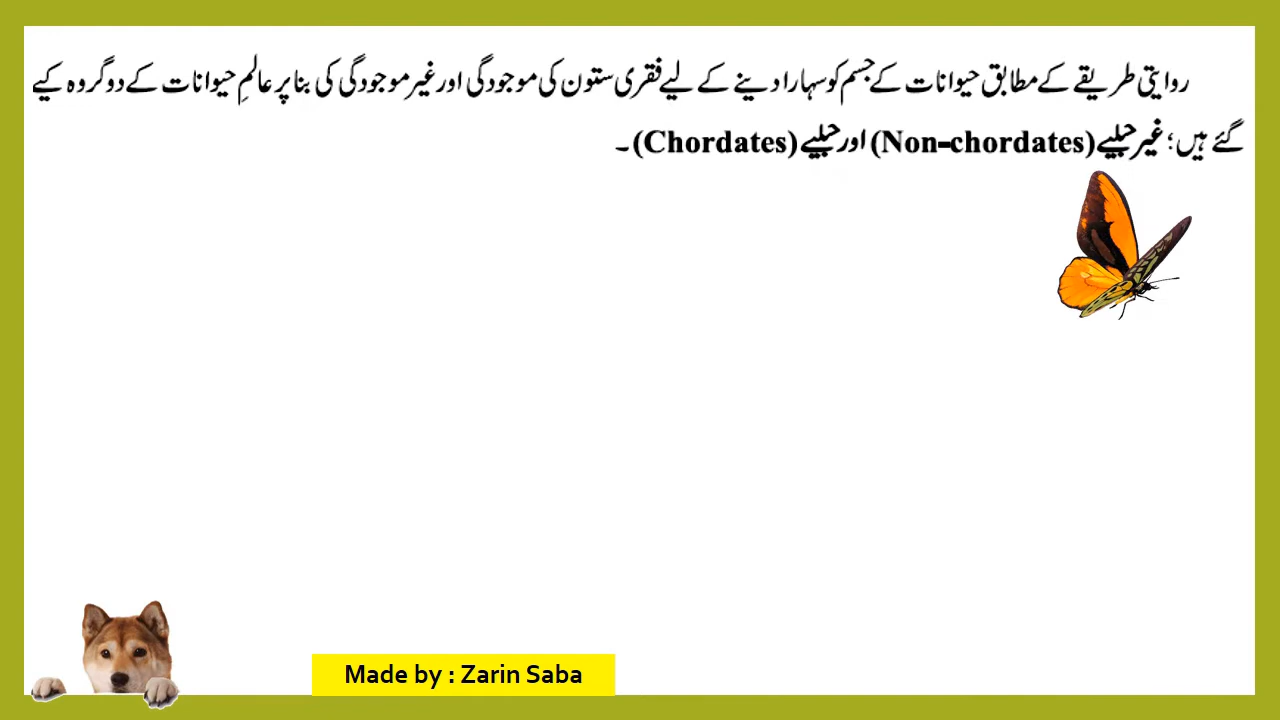 روایتی طریقے کے مطابق حیوانات کے جسم کو سہارا دینے کے لیے فقری ستون کی موجودگی اور غیر موجودگی کی بنا پر عالمِ حیوانات کے دو گروہ کیے
گئے ہیں؛ غیر حبلیے (Non-chordates) اور حبلیے (Chordates)۔
Made by : Zarin Saba